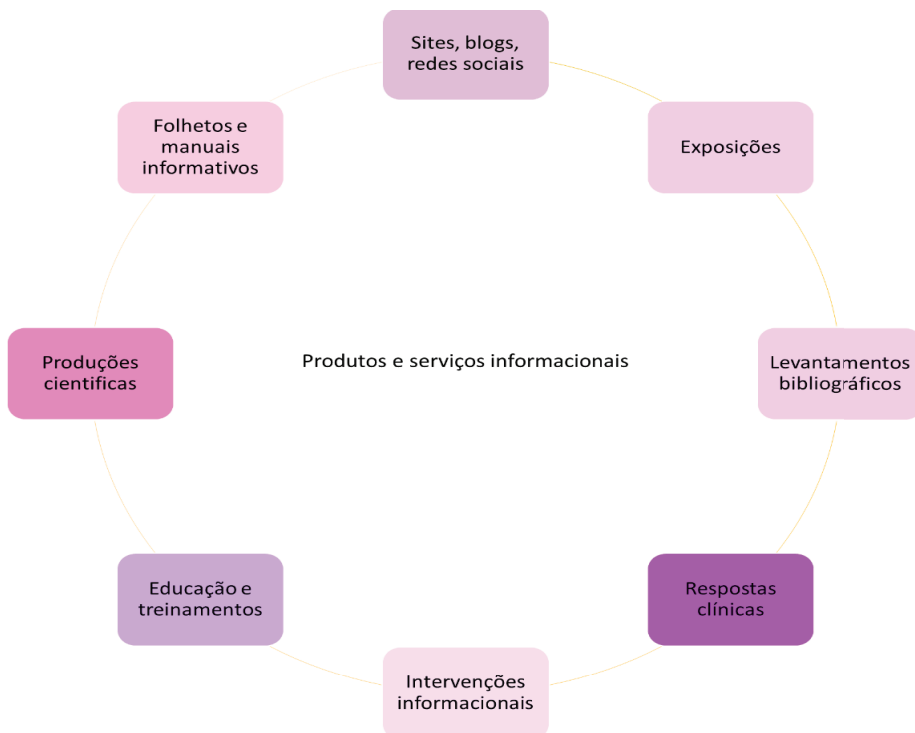 Sites, blogs,
redes sociais
Exposições
Levantamentos
bibliográficos
Respostas
clínicas
Intervenções
informacionais
Educação e
treinamentos
Produções
cientificas
Folhetos e
manuais
informativos
Produtos e serviços informacionais